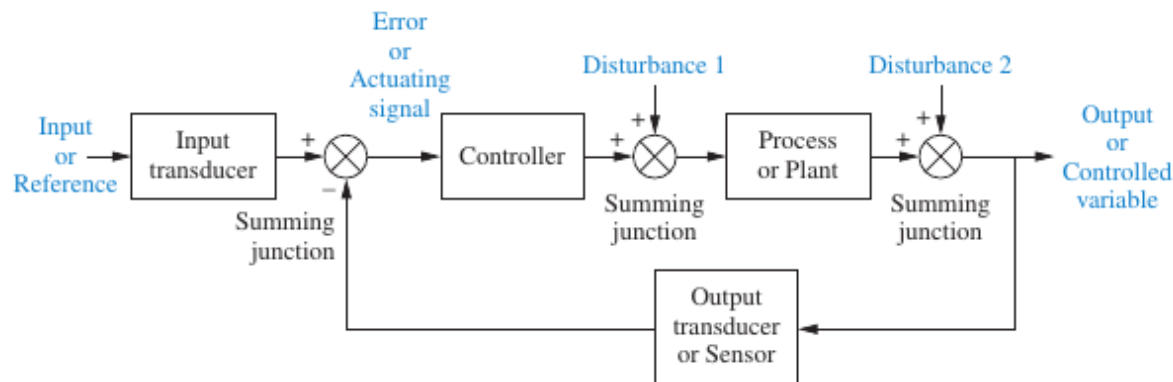 Error
or
Actuating
signal
Disturbance 1
Disturbance 2
Input
or
Reference
Input
transducer
+
−
Summing
junction
Controller
+
+
Summing
junction
Process
or Plant
+
+
Summing
junction
Output
or
Controlled
variable
Output
transducer
or Sensor